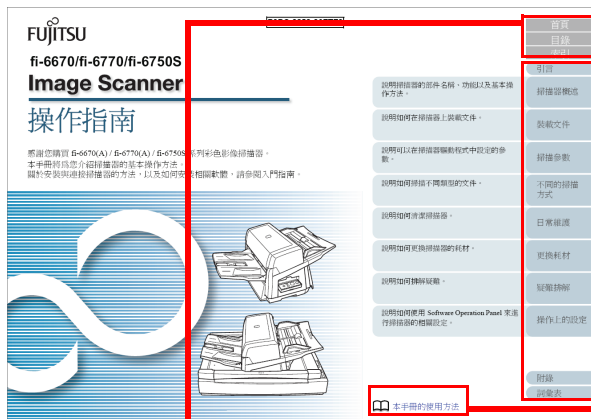 FUJITSU
fi-6670/fi-6770/fi-6750S
Image Scanner
操作指南
感謝您購買 fi-6670(A) / fi-6770(A) / fi-6750S 系列彩色影像掃描器。
本手冊將為您介紹掃描器的基本操作方法。
關於安裝與連接掃描器的方法，以及如何安裝相關軟體，請參閱入門指南。
首頁
目錄
索引
引言
說明掃描器的部件名稱、功能以及基本操
作方法。
掃描器概述
說明如何在掃描器上裝載文件。
裝載文件
說明可以在掃描器驅動程式中設定的參
數。
掃描參數
說明如何掃描不同類型的文件。
不同的掃描
方式
說明如何清潔掃描器。
日常維護
說明如何更換掃描器的耗材。
更換耗材
說明如何排解疑難。
疑難排解
說明如何使用 Software Operation Panel 來進
行掃描器的相關設定。
操作上的設定
附錄
詞彙表
本手冊的使用方法